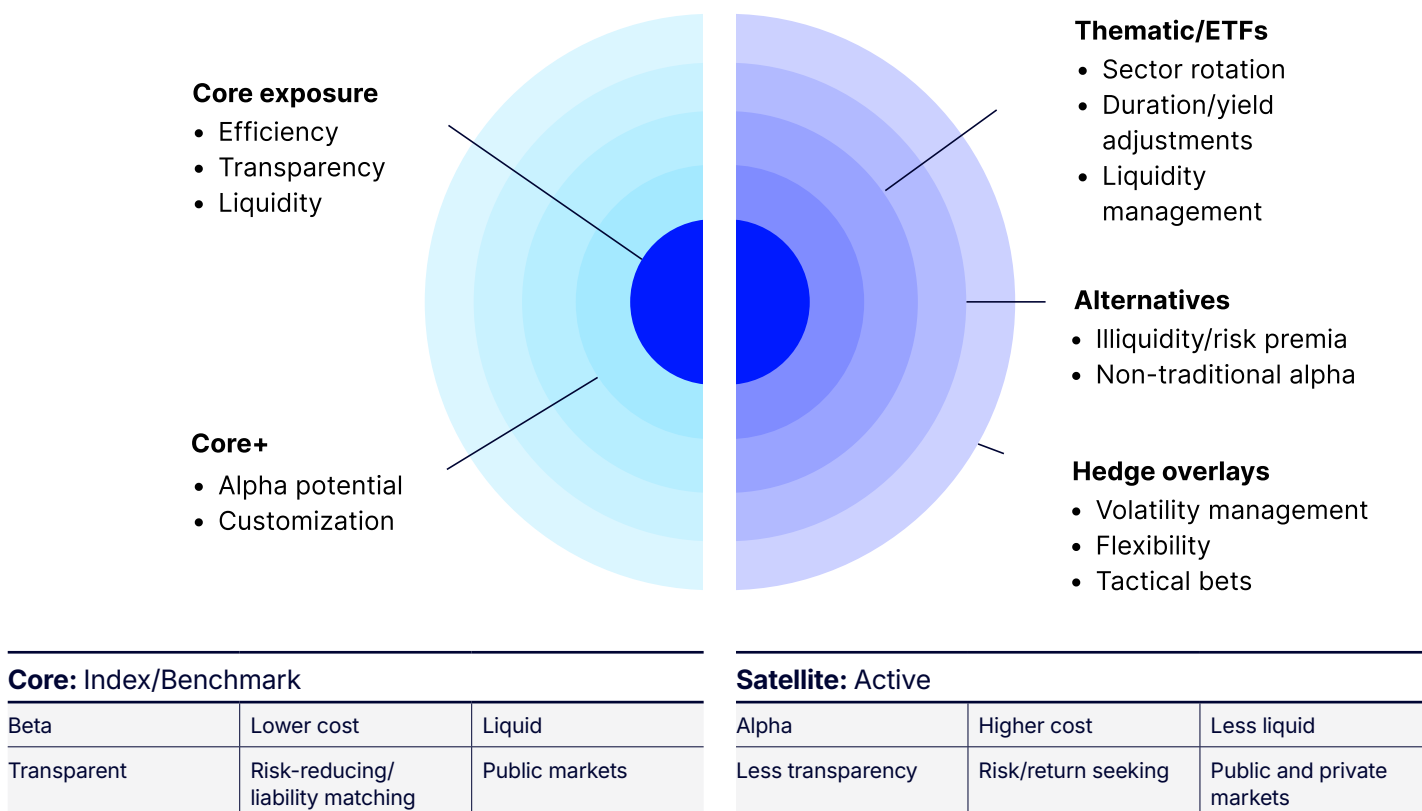 Core exposure
• Efficiency
• Transparency
• Liquidity
Core+
• Alpha potential
• Customization
Thematic/ETFs
• Sector rotation
• Duration/yield
adjustments
• Liquidity
management
Alternatives
• Illiquidity/risk premia
• Non-traditional alpha
Hedge overlays
• Volatility management
• Flexibility
• Tactical bets
Core: Index/Benchmark
Beta
Lower cost
Liquid
Transparent
Risk-reducing/
liability matching
Public markets
Satellite: Active
Alpha
Higher cost
Less liquid
Less transparency
Risk/return seeking
Public and private
markets